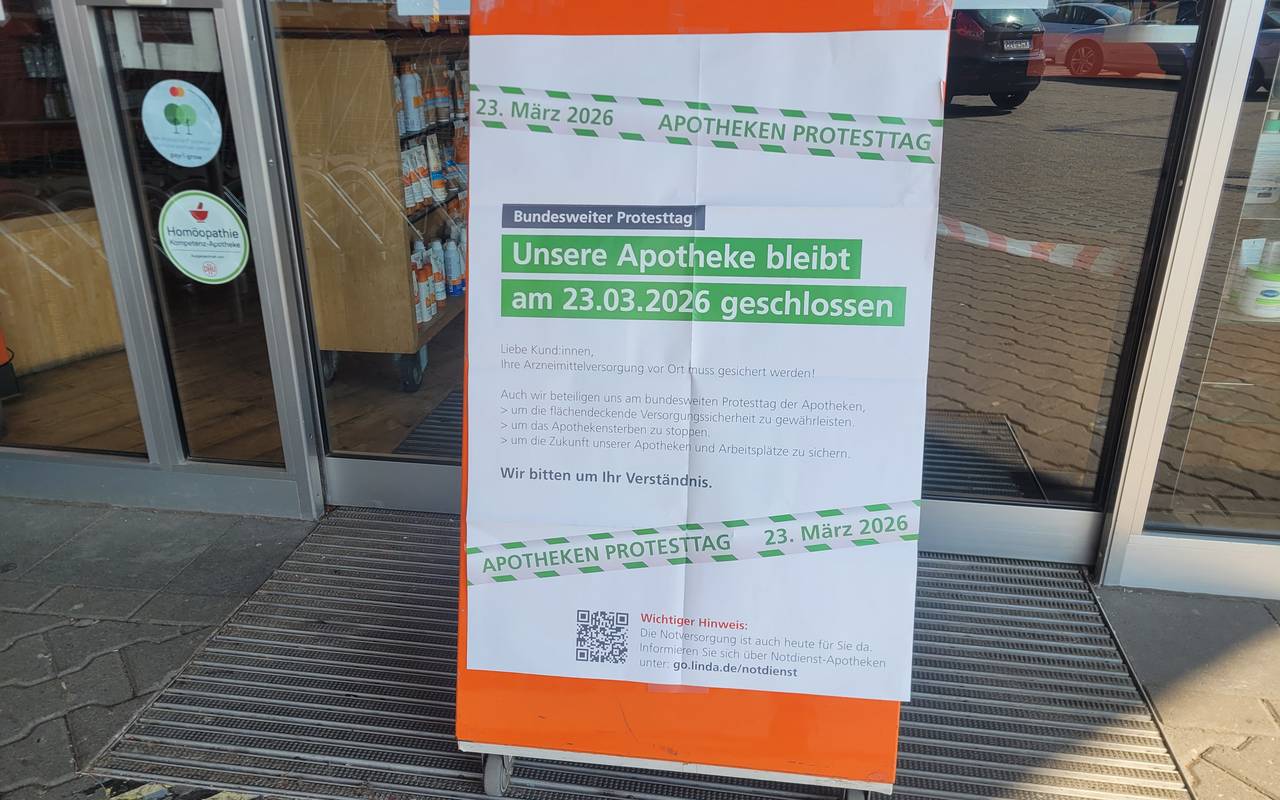 23. März 2026 APOTHEKEN PROTESTTAG
Bundesweiter Protesttag
Unsere Apotheke bleibt
am 23.03.2026 geschlossen
Liebe Kund:innen,
Ihre Arzneimittelversorgung vor Ort muss gesichert werden!
Auch wir beteiligen uns am bundesweiten Protesttag der Apotheken,
> um die flächendeckende Versorgungssicherheit zu gewährleisten.
> um das Apothekensterben zu stoppen.
> um die Zukunft unserer Apotheken und Arbeitsplätze zu sichern.
Wir bitten um Ihr Verständnis.
APOTHEKEN PROTESTTAG 23. März 2026
Wichtiger Hinweis:
Die Notversorgung ist auch heute für Sie da.
Informieren Sie sich über Notdienst-Apotheken
unter: go.linda.de/notdienst
Homöopathie
Kompetenz-Apotheke